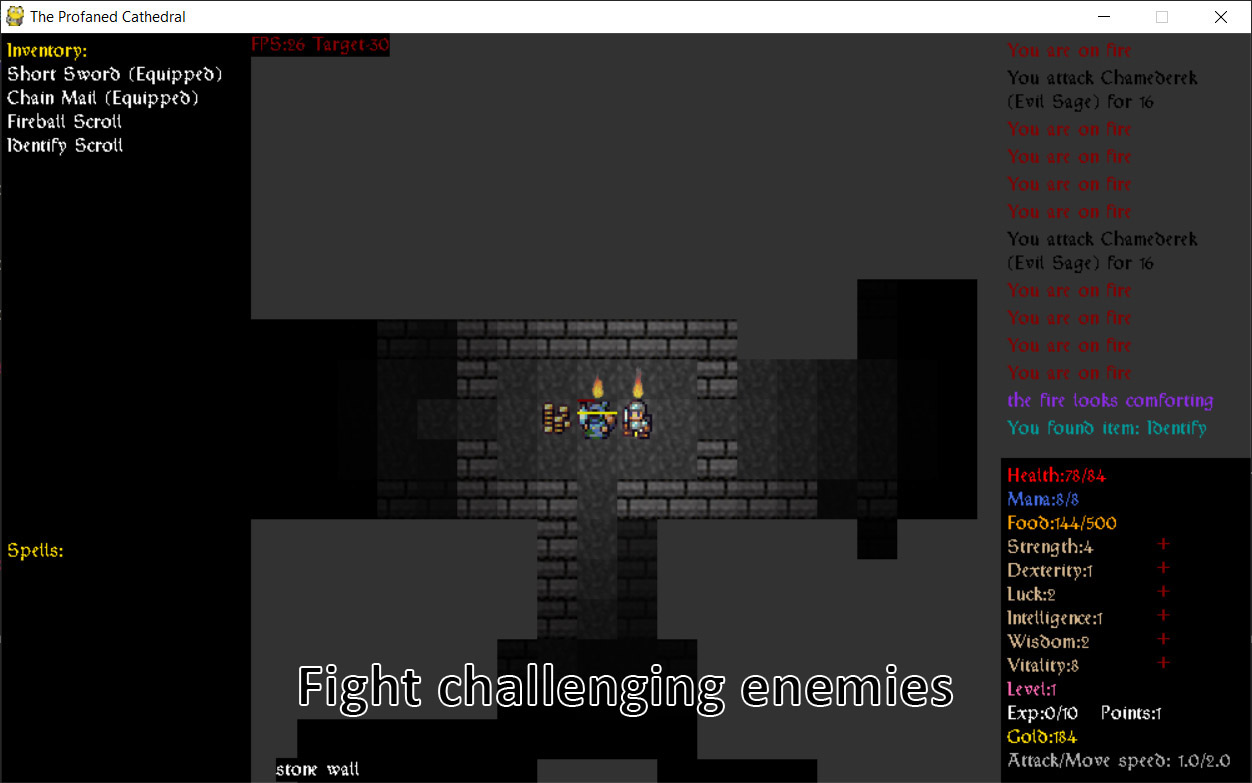 The Profaned Cathedral
Inventory:
Short Sword (Equipped)
Chain Mail (Equipped)
Fireball Scroll
Identify Scroll
Spells:
FPS:26 Target:30
You are on fire
You attack Chamederek
(Evil Sage) for 16
You are on fire
You are on fire
You are on fire
You are on fire
You attack Chamederek
(Evil Sage) for 16
You are on fire
You are on fire
You are on fire
You are on fire
the fire looks comforting
You found item: Identify
Health:78/84
Mana:8/8
Food:144/500
Strength:4 +
Dexterity:1 +
Luck:2 +
Intelligence:1 +
Wisdom:2 +
Vitality:8 +
Level:1
Exp:0/10 Points:1
Gold:184
Attack/Move speed: 1.0/2.0
Fight challenging enemies
stone wall